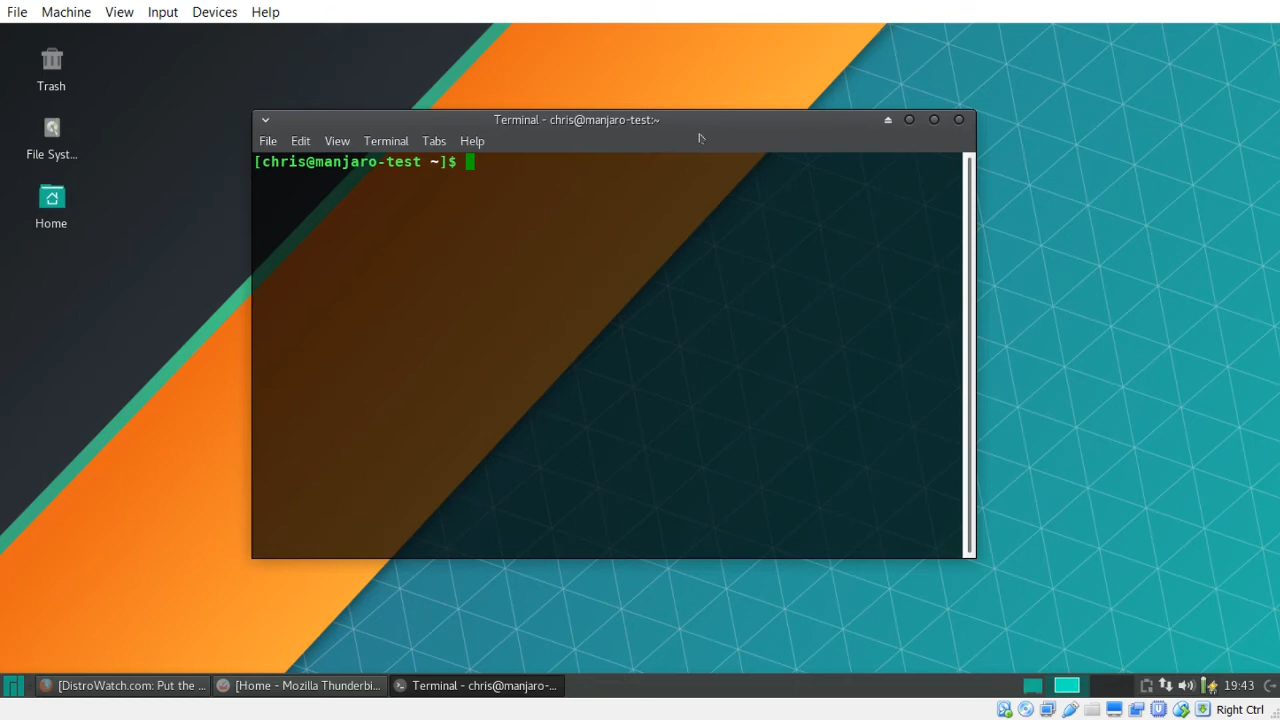 File Machine View Input Devices Help
Trash
File Syst...
Home
Terminal - chris@manjaro-test:~
File Edit View Terminal Tabs Help
[chris@manjaro-test ~]$
[DistroWatch.com: Put the ... [Home - Mozilla Thunderbi... Terminal - chris@manjaro-... 19:43
Right Ctrl